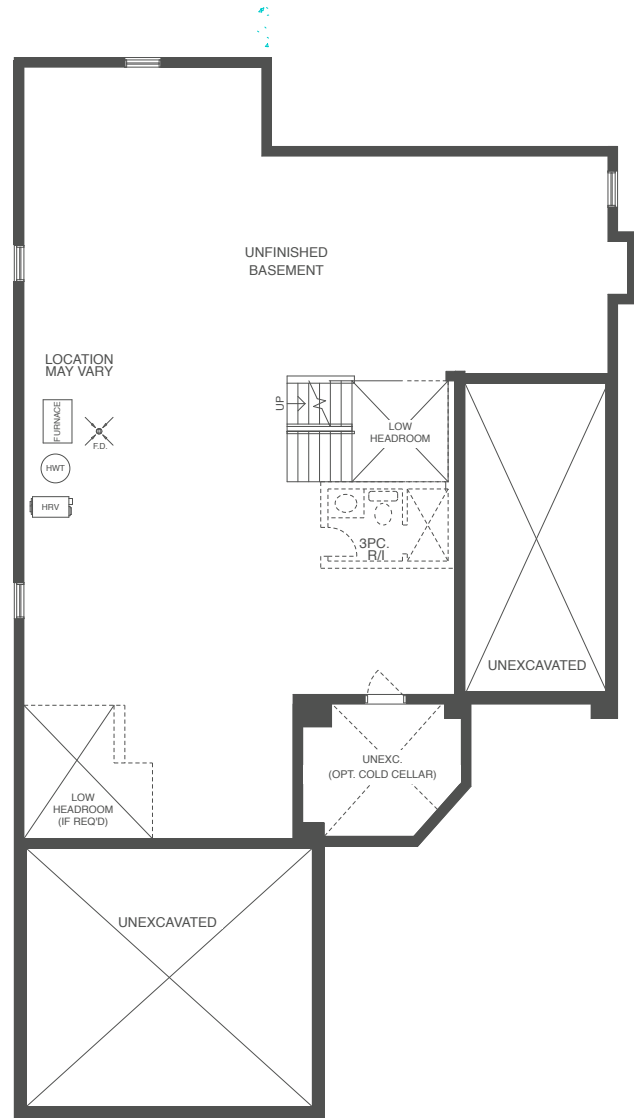 UNFINISHED
BASEMENT
LOCATION
MAY VARY
FURNACE
F.D.
HWT
HRV
UP
LOW
HEADROOM
3PC.
R/I
UNEXCAVATED
UNEXC.
(OPT. COLD CELLAR)
LOW
HEADROOM
(IF REQ'D)
UNEXCAVATED